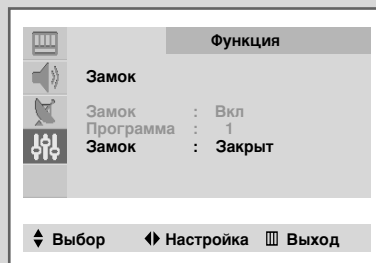 Функция
Замок
Замок : Вкл
Программа : 1
Замок : Закрыт
Выбор Настройка Выход